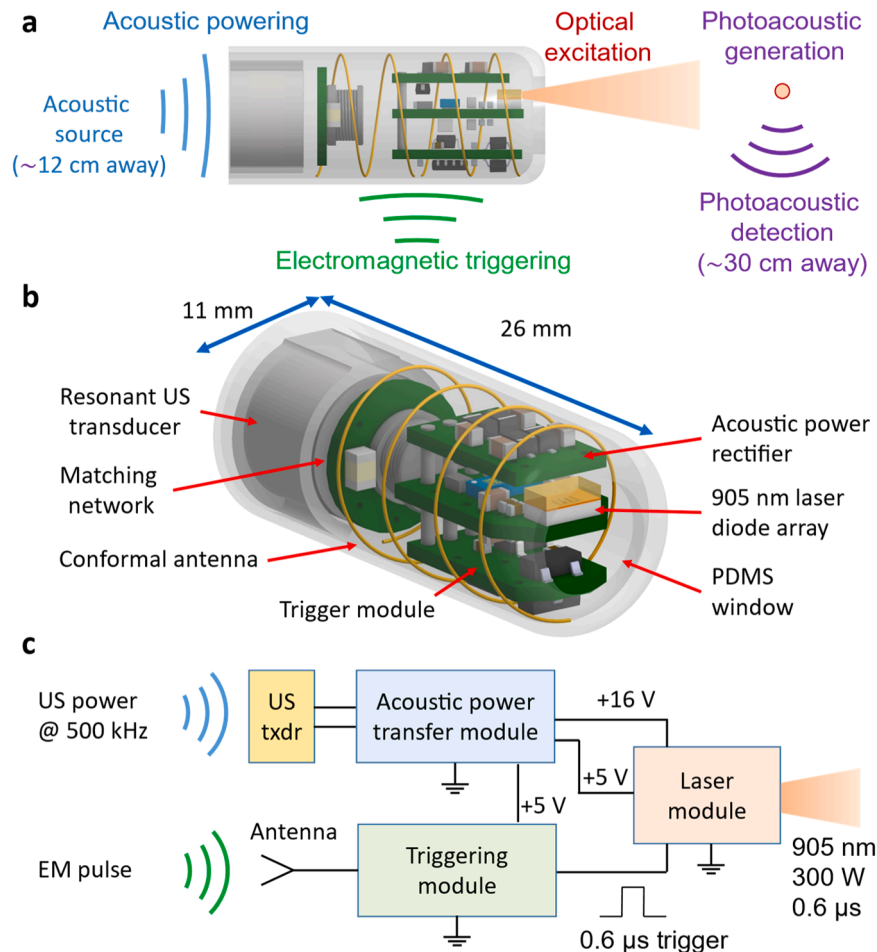 a
Acoustic powering
Optical
excitation
Photoacoustic
generation
Acoustic
source
(~12 cm away)
Electromagnetic triggering
Photoacoustic
detection
(~30 cm away)
b
11 mm
26 mm
Resonant US
transducer
Matching
network
Conformal antenna
Trigger module
Acoustic power
rectifier
905 nm laser
diode array
PDMS
window
c
US power
@ 500 kHz
US
txdr
Acoustic power
transfer module
+16 V
+5 V
+5 V
Laser
module
EM pulse
Antenna
Triggering
module
0.6 µs trigger
905 nm
300 W
0.6 µs